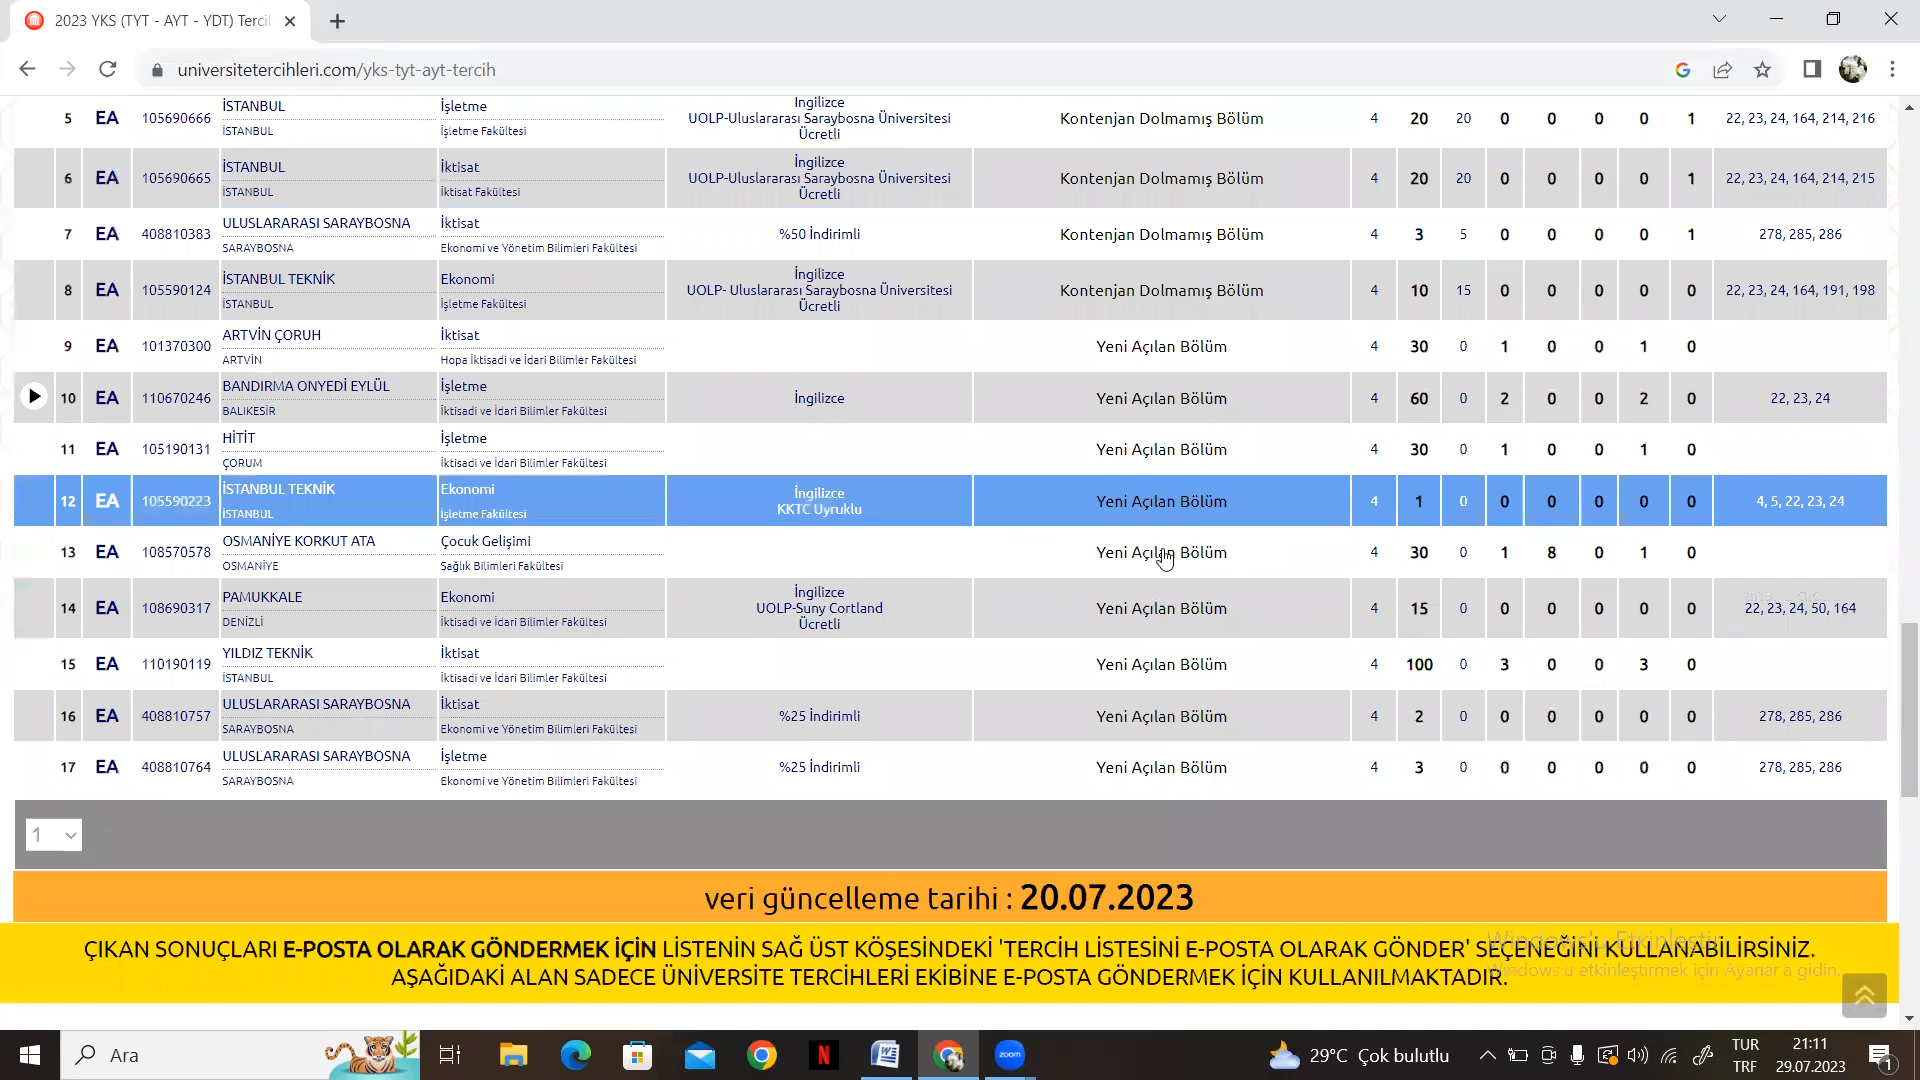 2023 YKS (TYT - AYT - YDT) Terci
universitetercihleri.com/yks-tyt-ayt-tercih
5 EA 105690666 İSTANBUL İSTANBUL İşletme İşletme Fakültesi İngilizce UOLP-Uluslararası Saraybosna Üniversitesi Ücretli Kontenjan Dolmamış Bölüm 4 20 20 0 0 0 0 1 22, 23, 24, 164, 214, 216
6 EA 105690665 İSTANBUL İSTANBUL İktisat İktisat Fakültesi İngilizce UOLP-Uluslararası Saraybosna Üniversitesi Ücretli Kontenjan Dolmamış Bölüm 4 20 20 0 0 0 0 1 22, 23, 24, 164, 214, 215
7 EA 408810383 ULUSLARARASI SARAYBOSNA SARAYBOSNA İktisat Ekonomi ve Yönetim Bilimleri Fakültesi %50 İndirimli Kontenjan Dolmamış Bölüm 4 3 5 0 0 0 0 1 278, 285, 286
8 EA 105590124 İSTANBUL TEKNİK İSTANBUL Ekonomi İşletme Fakültesi İngilizce UOLP- Uluslararası Saraybosna Üniversitesi Ücretli Kontenjan Dolmamış Bölüm 4 10 15 0 0 0 0 0 22, 23, 24, 164, 191, 198
9 EA 101370300 ARTVİN ÇORUH ARTVİN İktisat Hopa İktisadi ve İdari Bilimler Fakültesi Yeni Açılan Bölüm 4 30 0 1 0 0 1 0
10 EA 110670246 BANDIRMA ONYEDİ EYLÜL BALIKESİR İşletme İktisadi ve İdari Bilimler Fakültesi İngilizce Yeni Açılan Bölüm 4 60 0 2 0 0 2 0 22, 23, 24
11 EA 105190131 HİTİT ÇORUM İşletme İktisadi ve İdari Bilimler Fakültesi Yeni Açılan Bölüm 4 30 0 1 0 0 1 0
12 EA 105590223 İSTANBUL TEKNİK İSTANBUL Ekonomi İşletme Fakültesi İngilizce KKTC Uyruklu Yeni Açılan Bölüm 4 1 0 0 0 0 0 0 4, 5, 22, 23, 24
13 EA 108570578 OSMANİYE KORKUT ATA OSMANİYE Çocuk Gelişimi Sağlık Bilimleri Fakültesi Yeni Açılan Bölüm 4 30 0 1 8 0 1 0
14 EA 108690317 PAMUKKALE DENİZLİ Ekonomi İktisadi ve İdari Bilimler Fakültesi İngilizce UOLP-Suny Cortland Ücretli Yeni Açılan Bölüm 4 15 0 0 0 0 0 0 22, 23, 24, 50, 164
15 EA 110190119 YILDIZ TEKNİK İSTANBUL İktisat İktisadi ve İdari Bilimler Fakültesi Yeni Açılan Bölüm 4 100 0 3 0 0 3 0
16 EA 408810757 ULUSLARARASI SARAYBOSNA SARAYBOSNA İktisat Ekonomi ve Yönetim Bilimleri Fakültesi %25 İndirimli Yeni Açılan Bölüm 4 2 0 0 0 0 0 0 278, 285, 286
17 EA 408810764 ULUSLARARASI SARAYBOSNA SARAYBOSNA İşletme Ekonomi ve Yönetim Bilimleri Fakültesi %25 İndirimli Yeni Açılan Bölüm 4 3 0 0 0 0 0 0 278, 285, 286
1
veri güncelleme tarihi : 20.07.2023
ÇIKAN SONUÇLARI E-POSTA OLARAK GÖNDERMEK İÇİN LİSTENİN SAĞ ÜST KÖŞESİNDEKİ 'TERCİH LİSTESİNİ E-POSTA OLARAK GÖNDER' SEÇENEĞİNİ KULLANABİLİRSİNİZ.
AŞAĞIDAKİ ALAN SADECE ÜNİVERSİTE TERCİHLERİ EKİBİNE E-POSTA GÖNDERMEK İÇİN KULLANILMAKTADIR.
Windows'u Etkinleştir
Windows'u etkinleştirmek için Ayarlar'a gidin.
Ara
zoom
29°C Çok bulutlu
TUR
TRF
21:11
29.07.2023
1